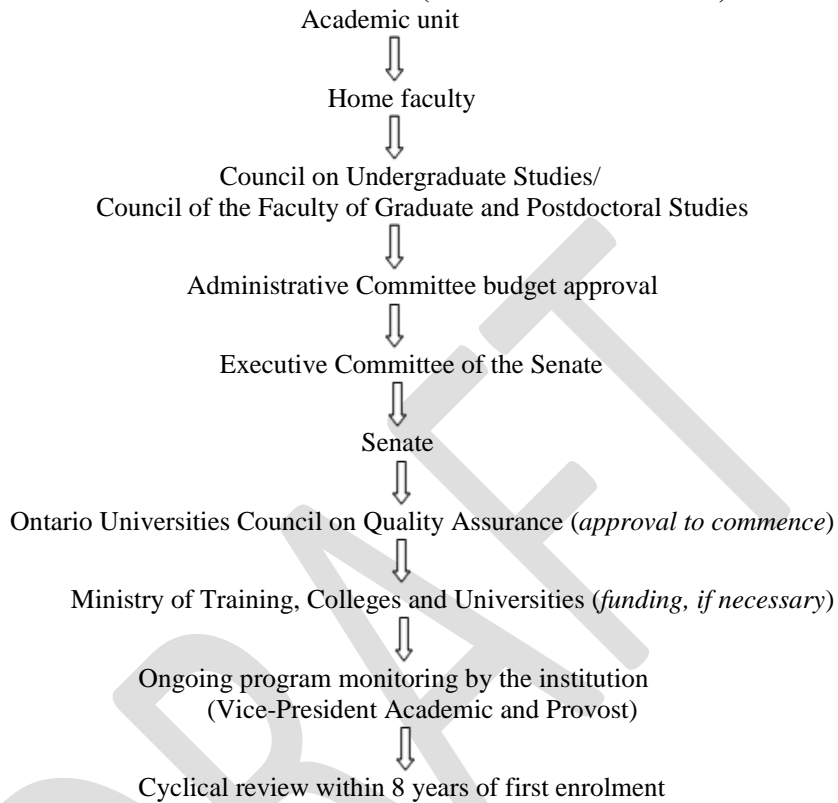 Academic unit
Home faculty
Council on Undergraduate Studies/
Council of the Faculty of Graduate and Postdoctoral Studies
Administrative Committee budget approval
Executive Committee of the Senate
Senate
Ontario Universities Council on Quality Assurance (approval to commence)
Ministry of Training, Colleges and Universities (funding, if necessary)
Ongoing program monitoring by the institution
(Vice-President Academic and Provost)
Cyclical review within 8 years of first enrolment
DRAFT